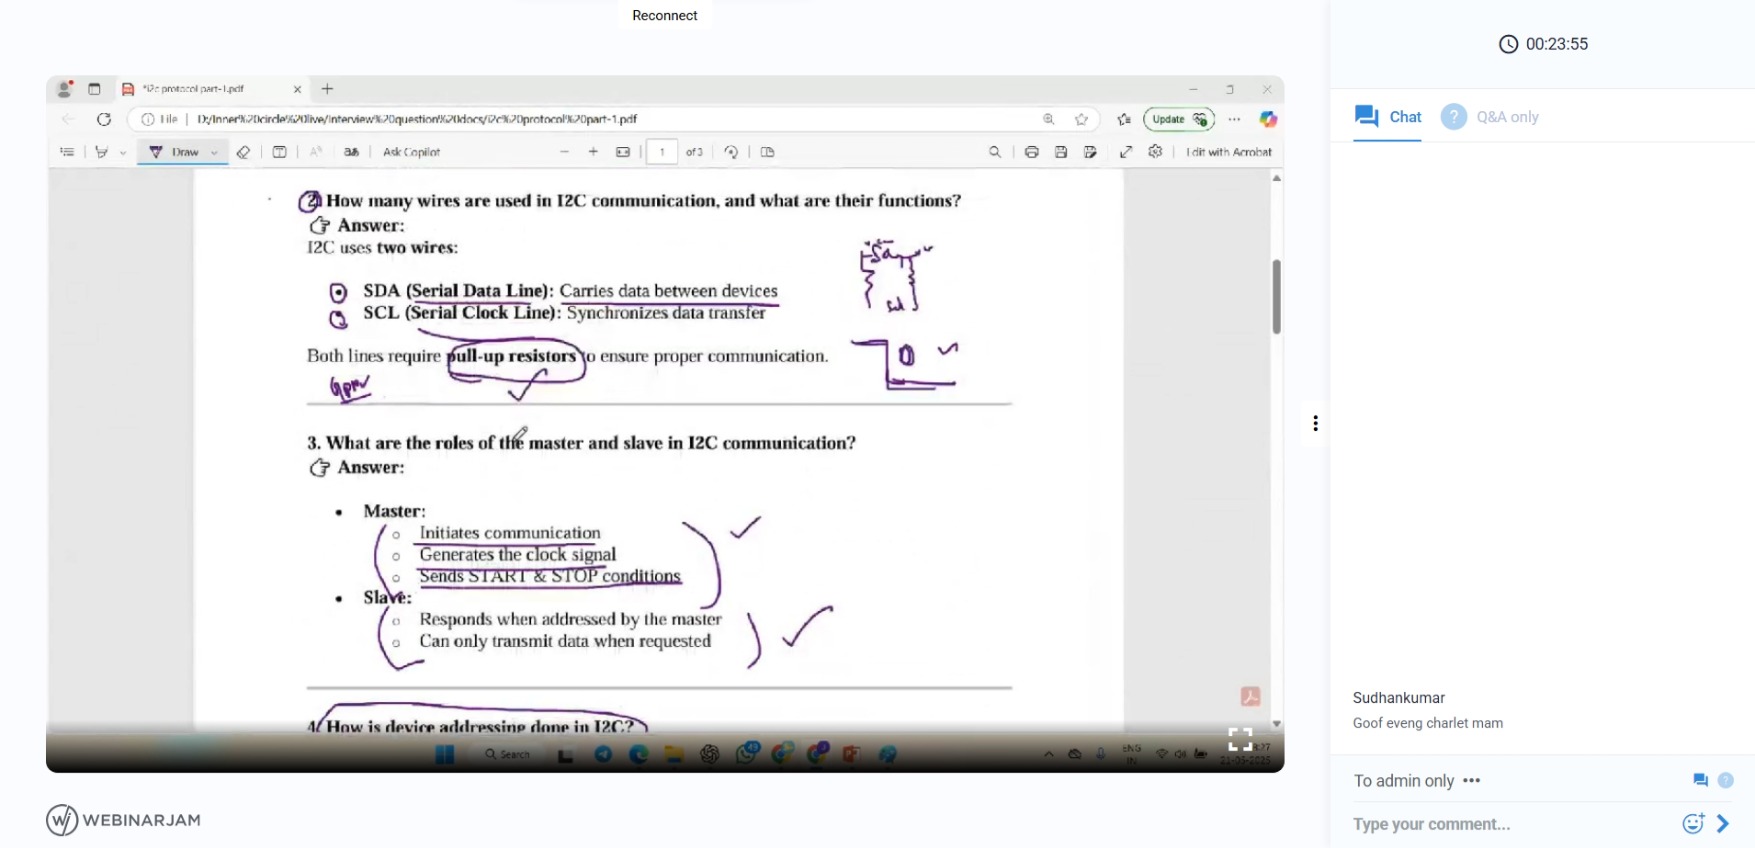 Reconnect
00:23:55
*i2c protocol part-1.pdf
File | D:/Inner%20circle%20live/Interview%20question%20docs/i2c%20protocol%20part-1.pdf
Update
Draw
Ask Copilot
1 of 3
Edit with Acrobat
Chat
Q&A only
2. How many wires are used in I2C communication, and what are their functions?
Answer:
I2C uses two wires:
SDA (Serial Data Line): Carries data between devices
SCL (Serial Clock Line): Synchronizes data transfer
Both lines require pull-up resistors to ensure proper communication.
3. What are the roles of the master and slave in I2C communication?
Answer:
• Master:
o Initiates communication
o Generates the clock signal
o Sends START & STOP conditions
• Slave:
o Responds when addressed by the master
o Can only transmit data when requested
4. How is device addressing done in I2C?
Search
ENG
IN
21-05-2025
WEBINARJAM
Sudhankumar
Goof eveng charlet mam
To admin only
Type your comment...